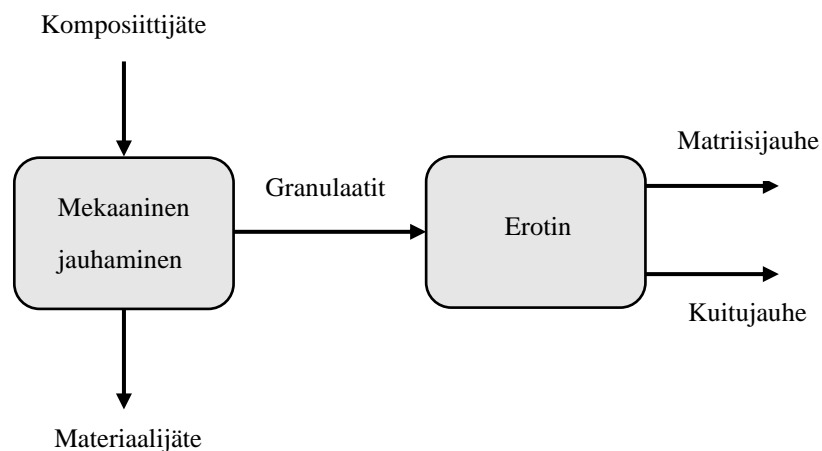 Komposiittijäte
Mekaaninen
jauhaminen
Granulaatit
Erotin
Matriisijauhe
Kuitujauhe
Materiaalijäte